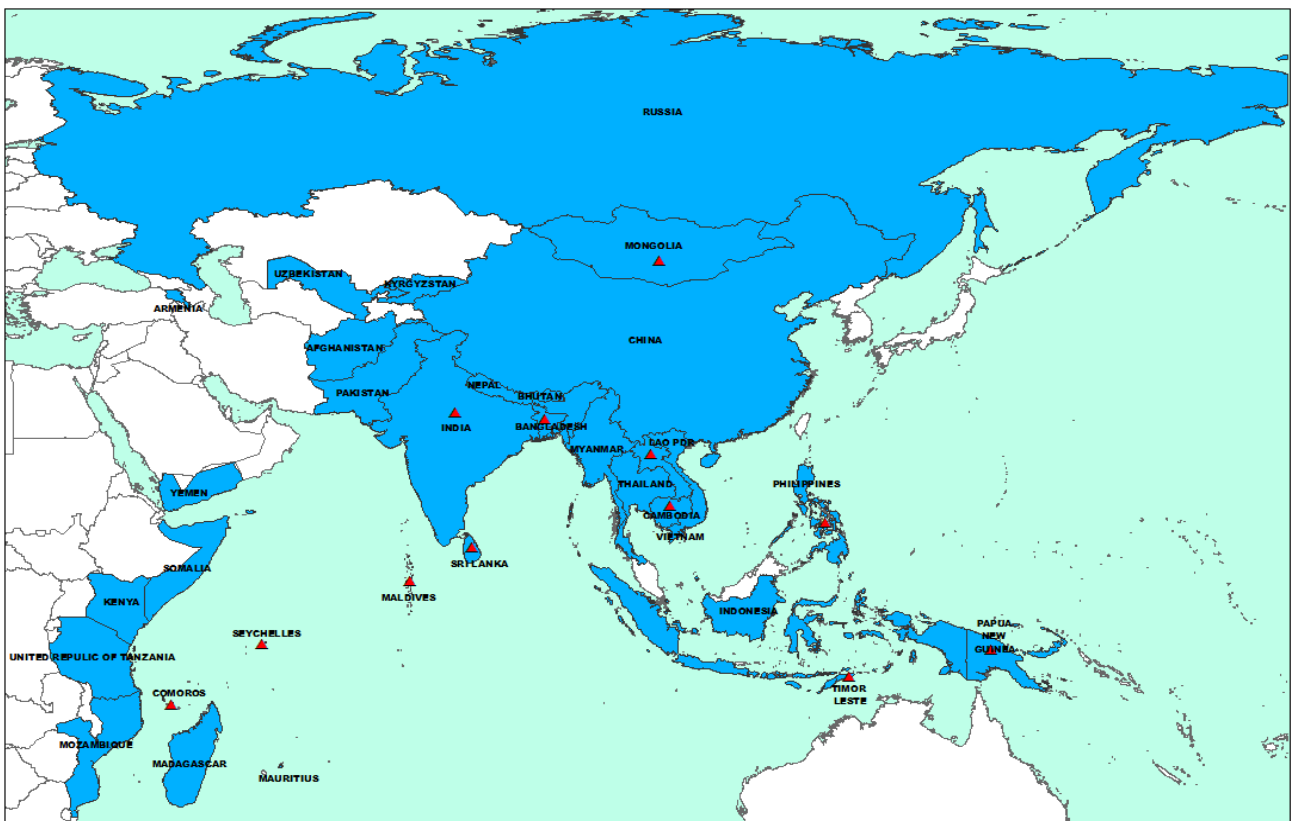 RUSSIA
MONGOLIA
UZBEKISTAN
KYRGYZSTAN
ARMENIA
CHINA
AFGHANISTAN
NEPAL
PAKISTAN
BHUTAN
INDIA
BANGLADESH
LAO PDR
MYANMAR
THAILAND
PHILIPPINES
YEMEN
CAMBODIA
VIETNAM
SRI LANKA
SOMALIA
MALDIVES
KENYA
INDONESIA
SEYCHELLES
PAPUA
NEW
GUINEA
UNITED REPULIC OF TANZANIA
TIMOR
LESTE
COMOROS
MOZAMBIQUE
MADAGASCAR
MAURITIUS